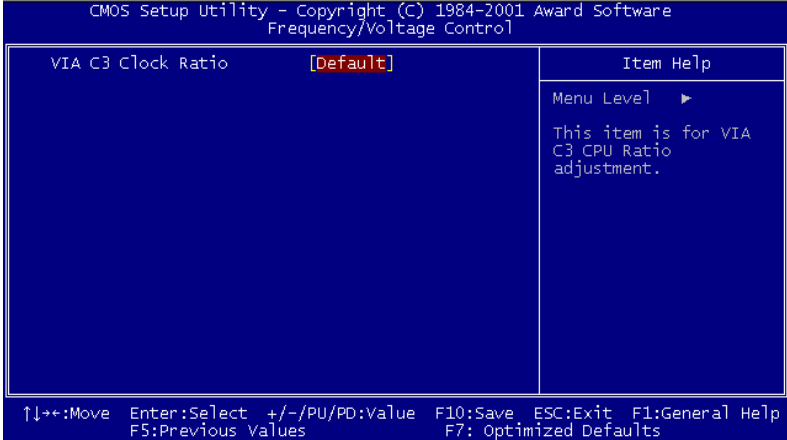 CMOS Setup Utility - Copyright (C) 1984-2001 Award Software
Frequency/Voltage Control
VIA C3 Clock Ratio [Default]
Item Help
Menu Level ►
This item is for VIA
C3 CPU Ratio
adjustment.
↑↓→←:Move Enter:Select +/-/PU/PD:Value F10:Save ESC:Exit F1:General Help
F5:Previous Values F7: Optimized Defaults